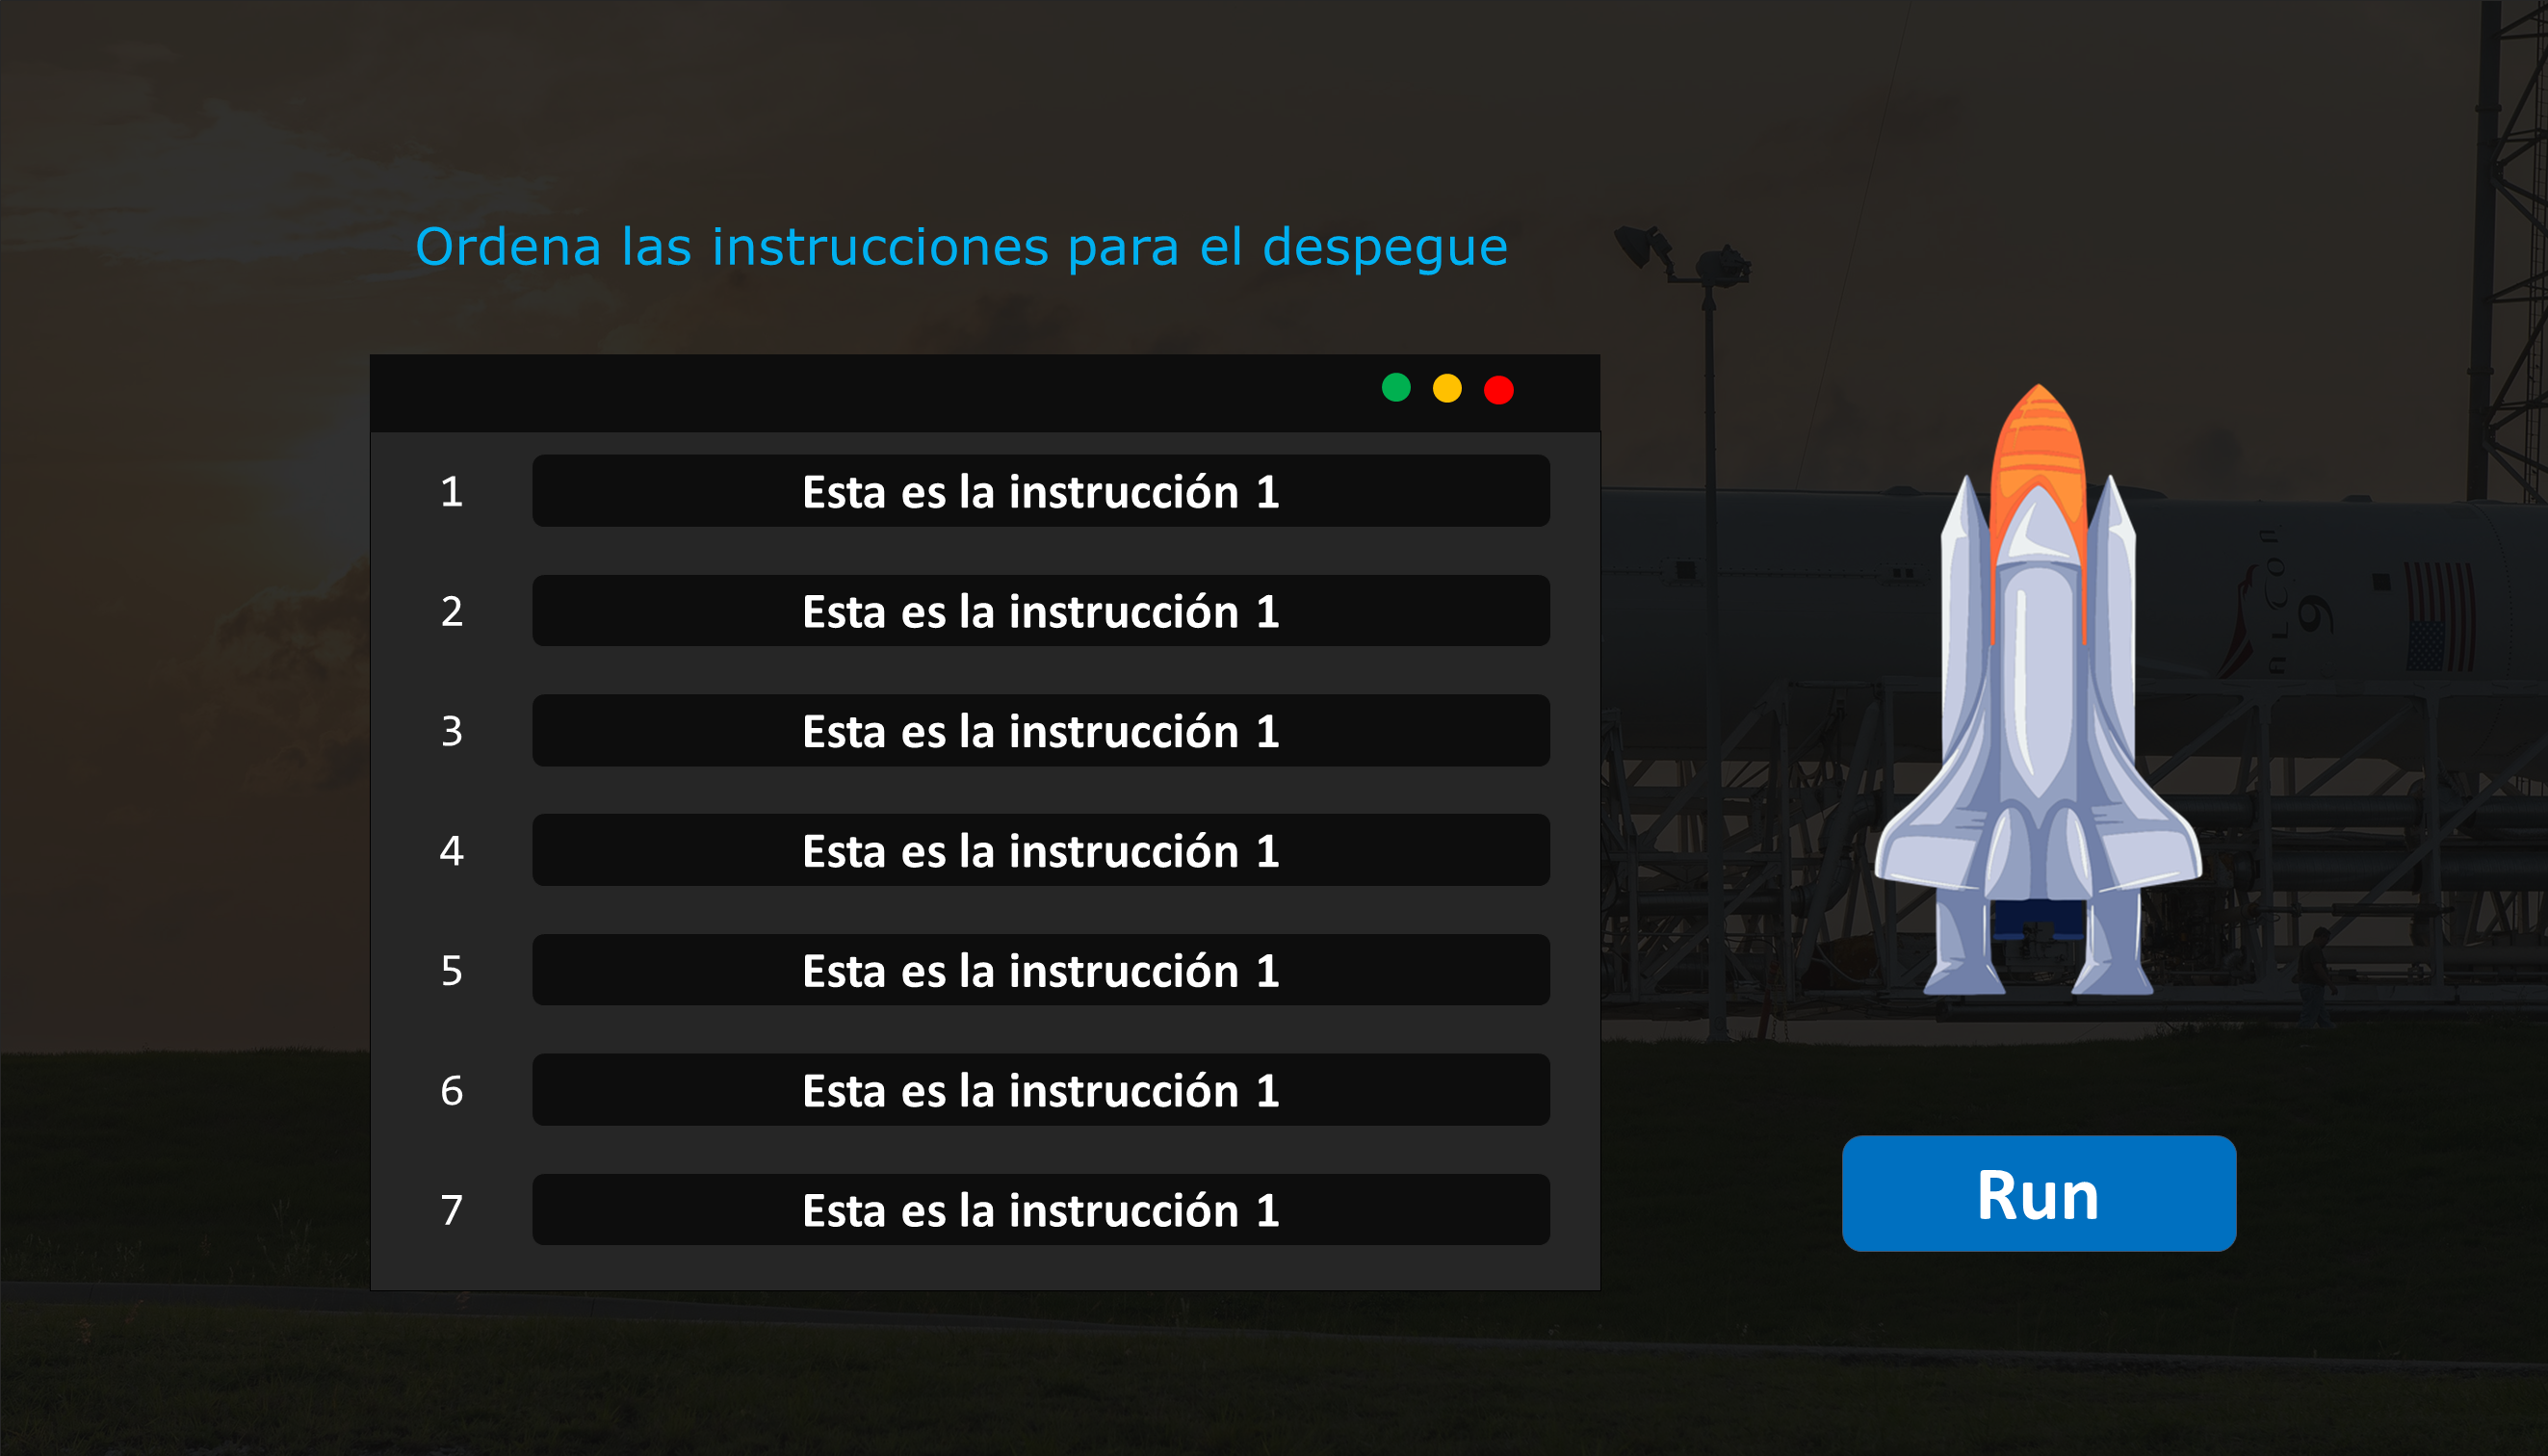 Ordena las instrucciones para el despegue
1 Esta es la instrucción 1
2 Esta es la instrucción 1
3 Esta es la instrucción 1
4 Esta es la instrucción 1
5 Esta es la instrucción 1
6 Esta es la instrucción 1
7 Esta es la instrucción 1
Run